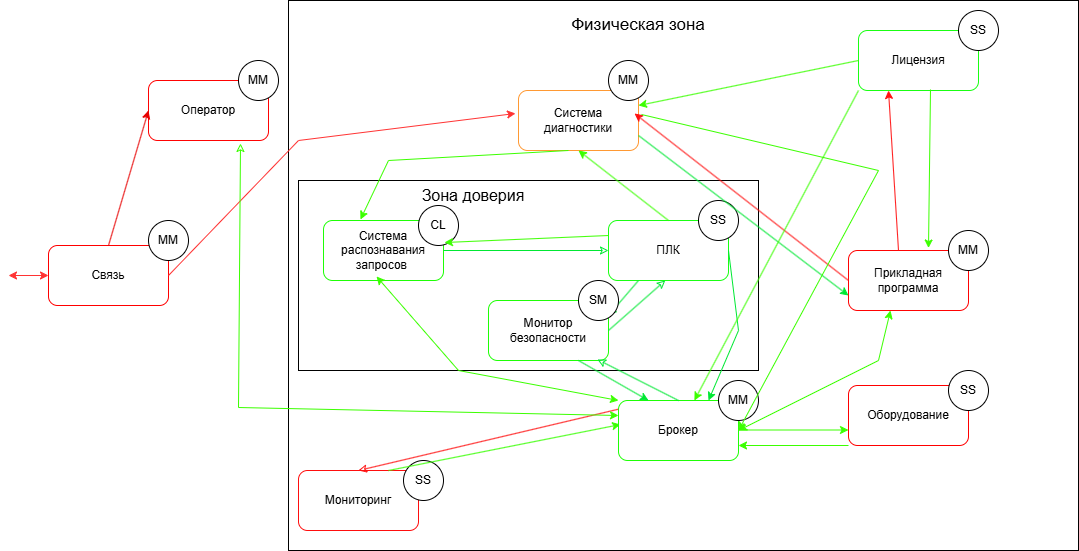 Физическая зона
SS
Лицензия
MM
Оператор
MM
Система
диагностики
Зона доверия
CL
Система
распознавания
запросов
SS
ПЛК
MM
Связь
MM
Прикладная
программа
SM
Монитор
безопасности
MM
Брокер
SS
Оборудование
SS
Мониторинг